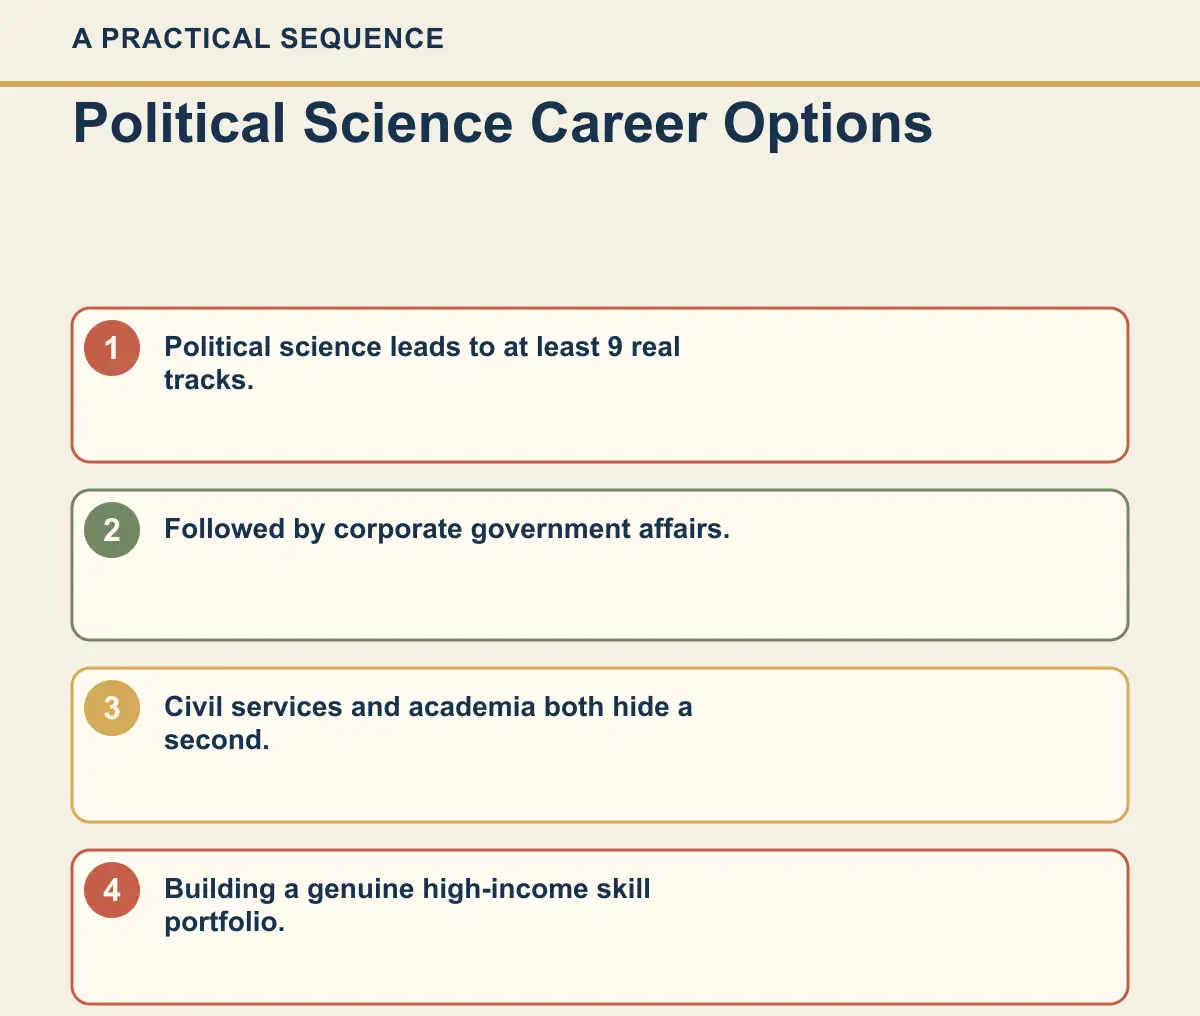 A PRACTICAL SEQUENCE
Political Science Career Options
1
Political science leads to at least 9 real
tracks.
2
Followed by corporate government affairs.
3
Civil services and academia both hide a
second.
4
Building a genuine high-income skill
portfolio.